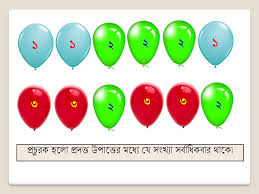 ১ ১ ২ ২ ২ ১
৩ ৩ ২ ৩ ৩ ২
প্রচুরক হলো প্রদত্ত উপাত্তের মধ্যে যে সংখ্যা সর্বাধিকবার থাকে।